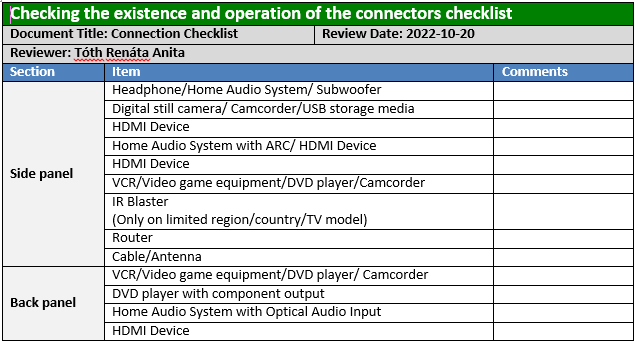 Checking the existence and operation of the connectors checklist
Document Title: Connection Checklist Review Date: 2022-10-20
Reviewer: Tóth Renáta Anita
Section Item Comments
Side panel
Headphone/Home Audio System/ Subwoofer
Digital still camera/ Camcorder/USB storage media
HDMI Device
Home Audio System with ARC/ HDMI Device
HDMI Device
VCR/Video game equipment/DVD player/Camcorder
IR Blaster
(Only on limited region/country/TV model)
Router
Cable/Antenna
Back panel
VCR/Video game equipment/DVD player/ Camcorder
DVD player with component output
Home Audio System with Optical Audio Input
HDMI Device